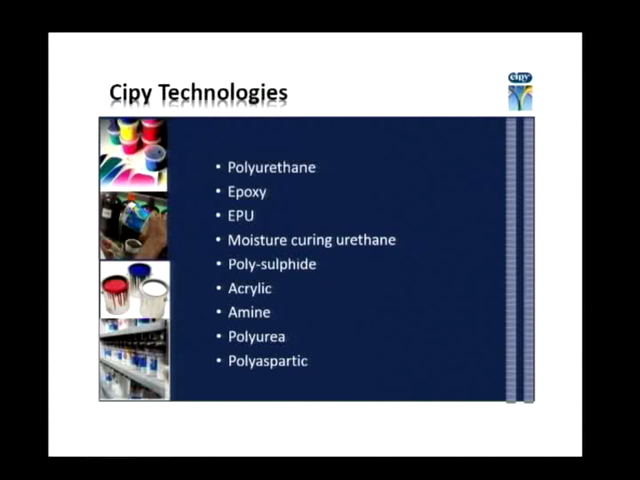 Cipy Technologies
cipy
• Polyurethane
• Epoxy
• EPU
• Moisture curing urethane
• Poly-sulphide
• Acrylic
• Amine
• Polyurea
• Polyaspartic